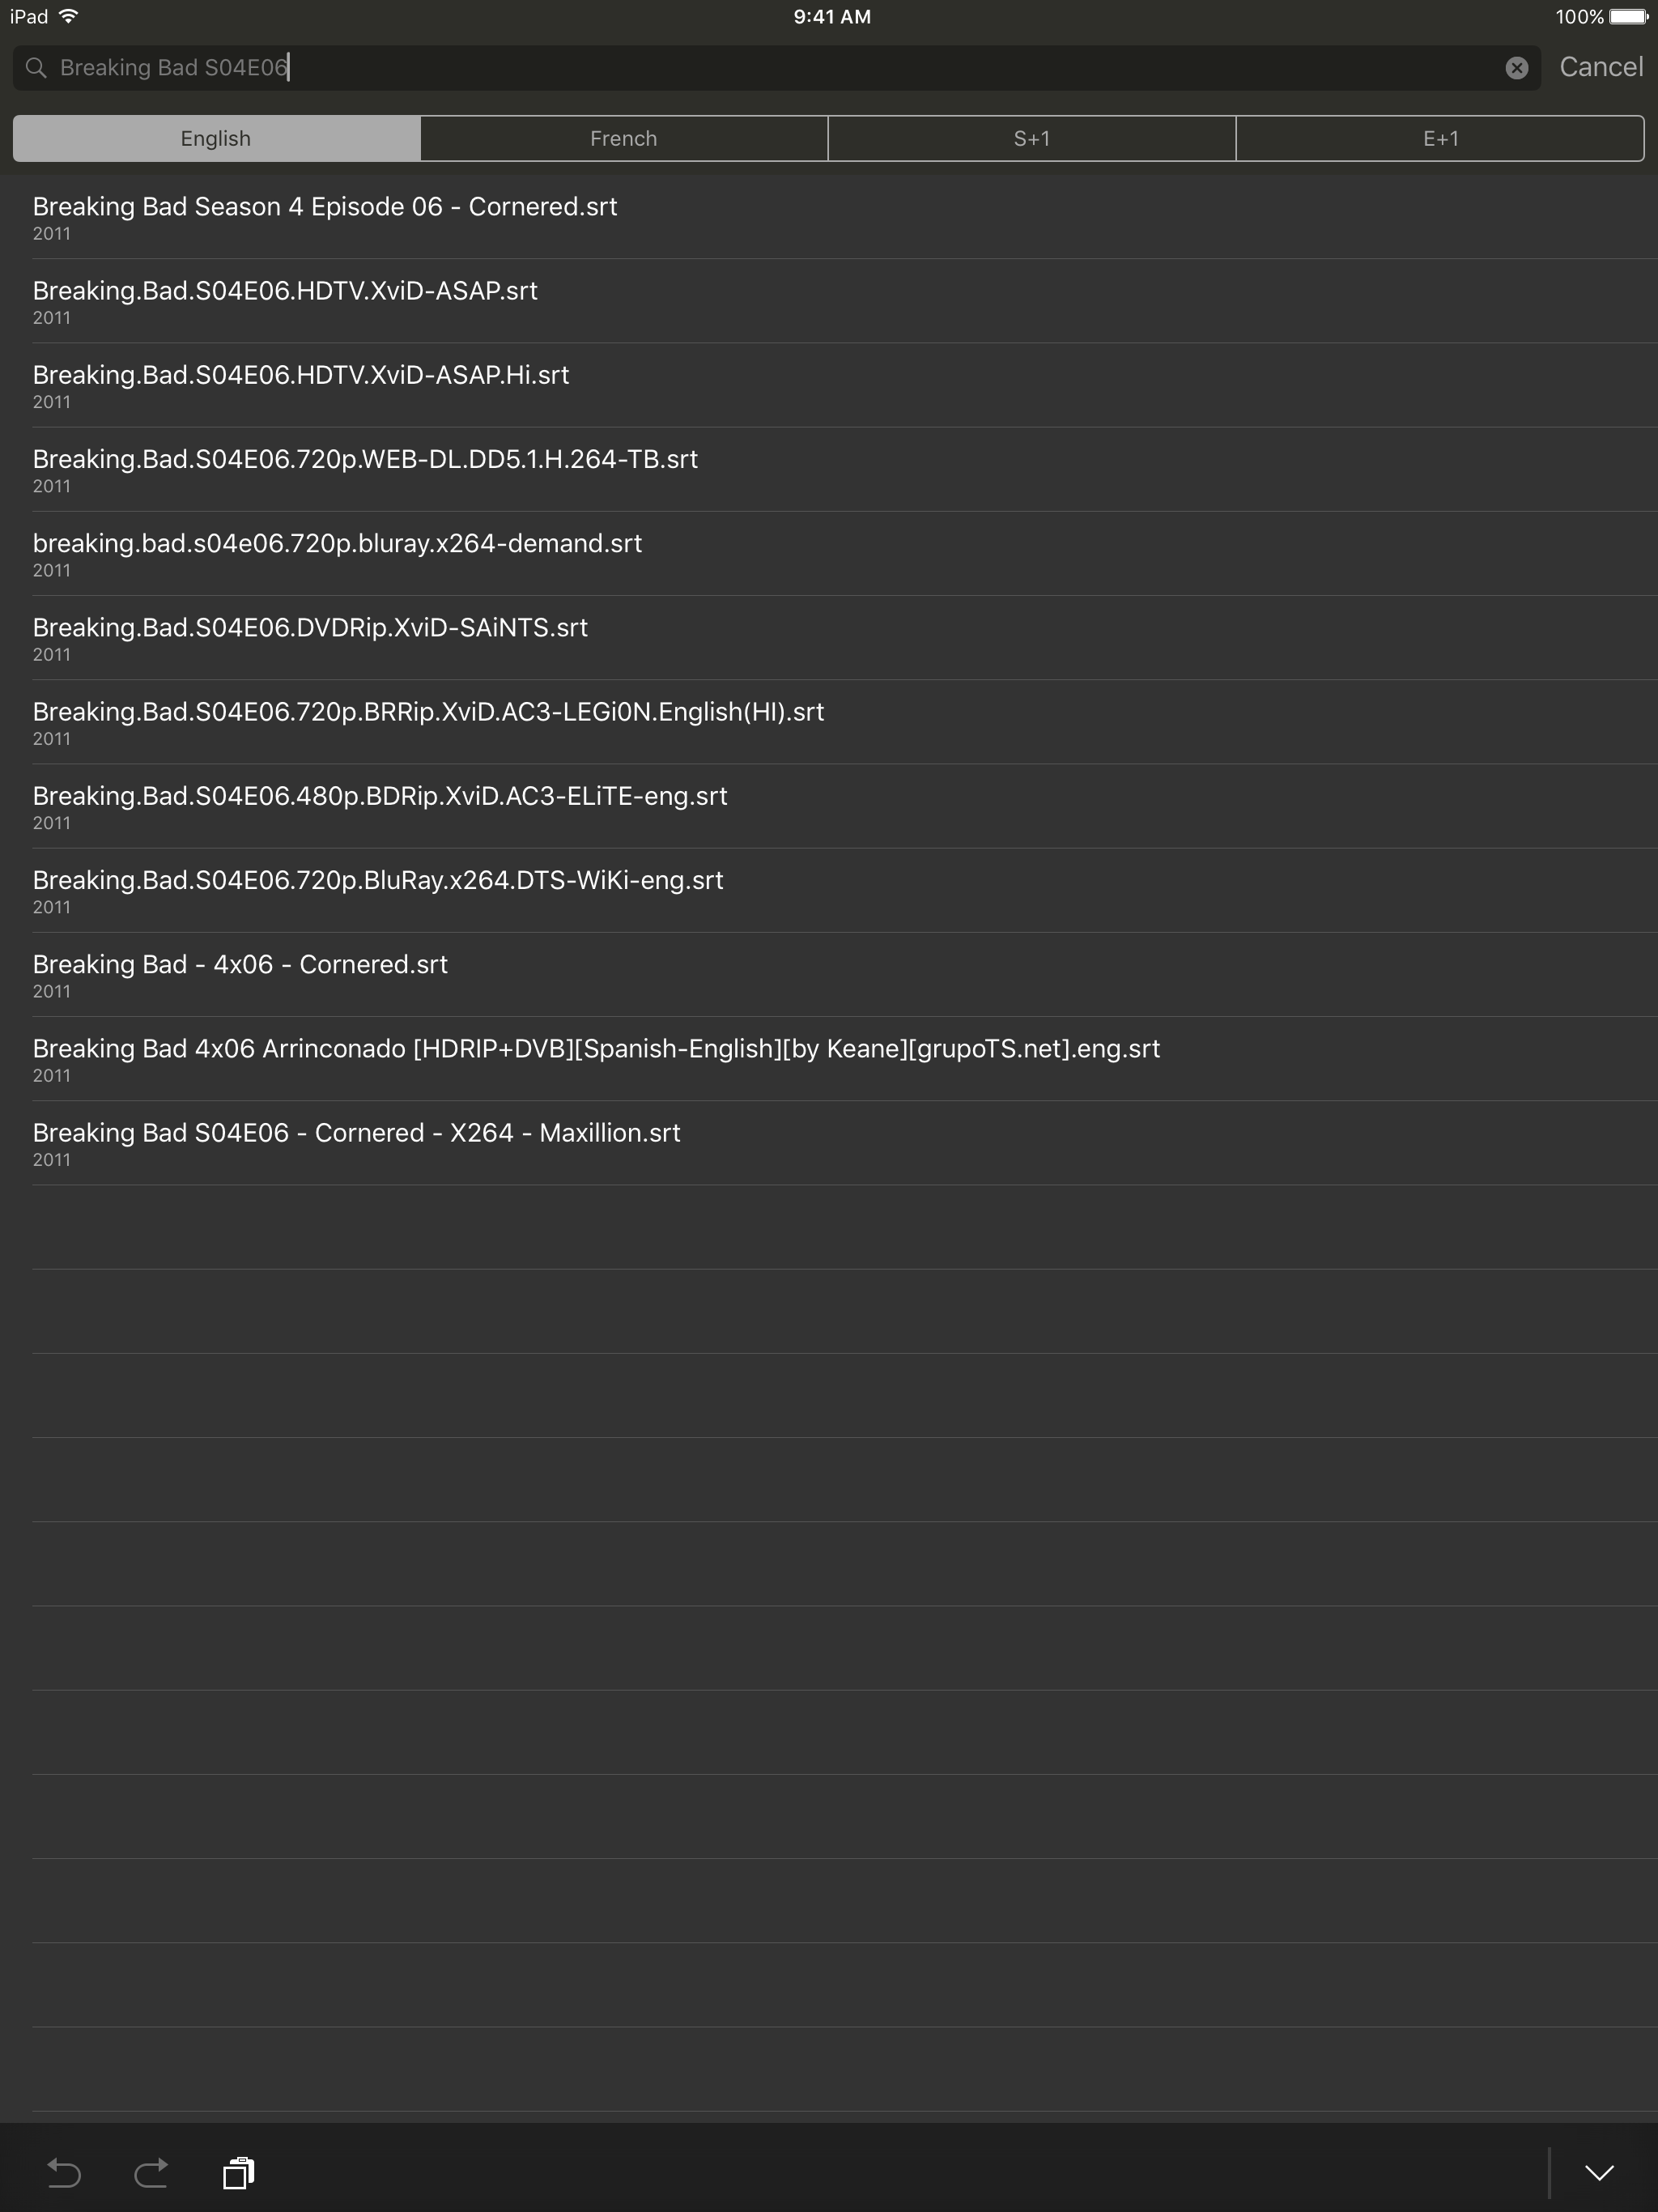 iPad 9:41 AM 100%
Breaking Bad S04E06 Cancel
English French S+1 E+1
Breaking Bad Season 4 Episode 06 - Cornered.srt
2011
Breaking.Bad.S04E06.HDTV.XviD-ASAP.srt
2011
Breaking.Bad.S04E06.HDTV.XviD-ASAP.Hi.srt
2011
Breaking.Bad.S04E06.720p.WEB-DL.DD5.1.H.264-TB.srt
2011
breaking.bad.s04e06.720p.bluray.x264-demand.srt
2011
Breaking.Bad.S04E06.DVDRip.XviD-SAiNTS.srt
2011
Breaking.Bad.S04E06.720p.BRRip.XviD.AC3-LEGi0N.English(HI).srt
2011
Breaking.Bad.S04E06.480p.BDRip.XviD.AC3-ELiTE-eng.srt
2011
Breaking.Bad.S04E06.720p.BluRay.x264.DTS-WiKi-eng.srt
2011
Breaking Bad - 4x06 - Cornered.srt
2011
Breaking Bad 4x06 Arrinconado [HDRIP+DVB][Spanish-English][by Keane][grupoTS.net].eng.srt
2011
Breaking Bad S04E06 - Cornered - X264 - Maxillion.srt
2011